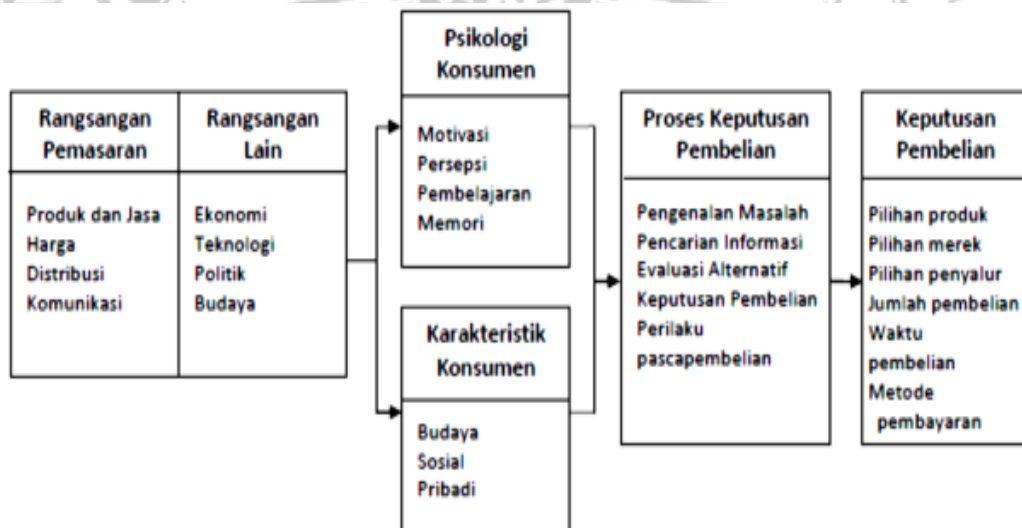 Rangsangan
Pemasaran
Produk dan Jasa
Harga
Distribusi
Komunikasi
Rangsangan
Lain
Ekonomi
Teknologi
Politik
Budaya
Psikologi
Konsumen
Motivasi
Persepsi
Pembelajaran
Memori
Karakteristik
Konsumen
Budaya
Sosial
Pribadi
Proses Keputusan
Pembelian
Pengenalan Masalah
Pencarian Informasi
Evaluasi Alternatif
Keputusan Pembelian
Perilaku
pascapembelian
Keputusan
Pembelian
Pilihan produk
Pilihan merek
Pilihan penyalur
Jumlah pembelian
Waktu
pembelian
Metode
pembayaran